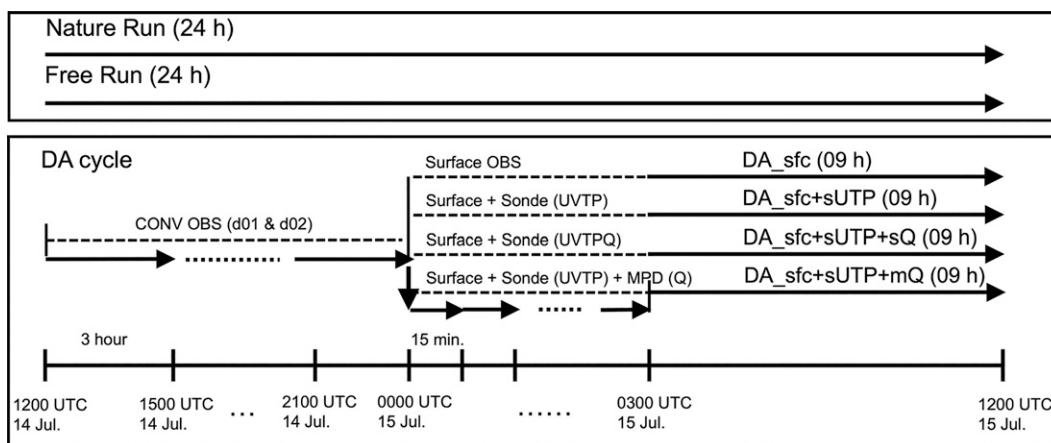 Nature Run (24 h)
Free Run (24 h)
DA cycle
Surface OBS
DA_sfc (09 h)
Surface + Sonde (UVTP)
DA_sfc+sUTP (09 h)
CONV OBS (d01 & d02)
Surface + Sonde (UVTPQ)
DA_sfc+sUTP+sQ (09 h)
Surface + Sonde (UVTP) + MPD (Q)
DA_sfc+sUTP+mQ (09 h)
3 hour
15 min.
1200 UTC
14 Jul.
1500 UTC
14 Jul.
...
2100 UTC
14 Jul.
0000 UTC
15 Jul.
......
0300 UTC
15 Jul.
1200 UTC
15 Jul.